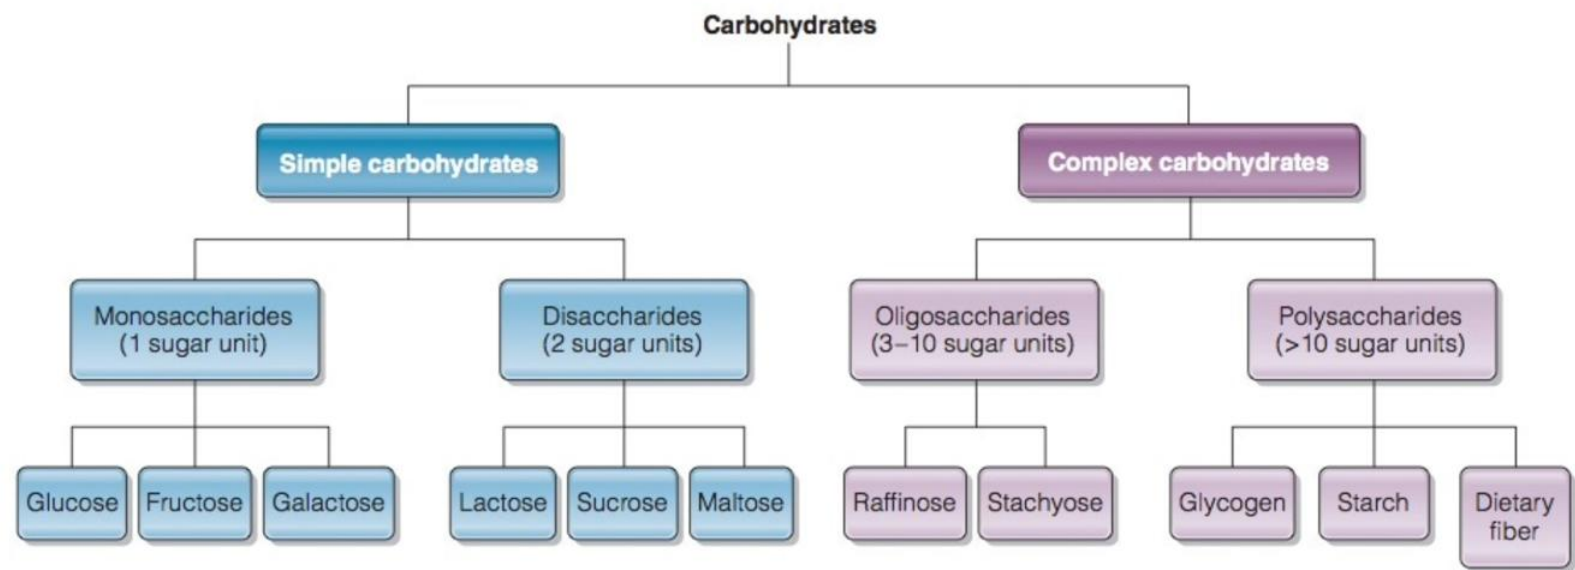 Carbohydrates
Simple carbohydrates
Complex carbohydrates
Monosaccharides
(1 sugar unit)
Disaccharides
(2 sugar units)
Oligosaccharides
(3–10 sugar units)
Polysaccharides
(>10 sugar units)
Glucose
Fructose
Galactose
Lactose
Sucrose
Maltose
Raffinose
Stachyose
Glycogen
Starch
Dietary
fiber